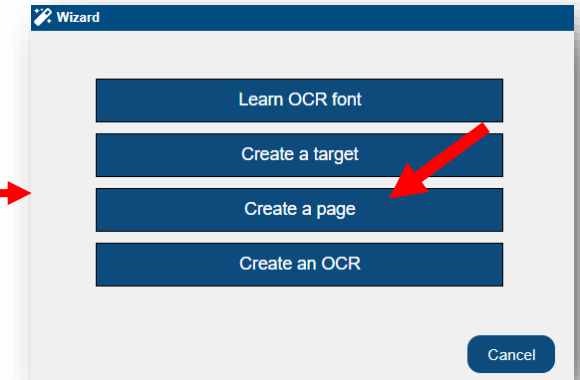 Wizard
Learn OCR font
Create a target
Create a page
Create an OCR
Cancel